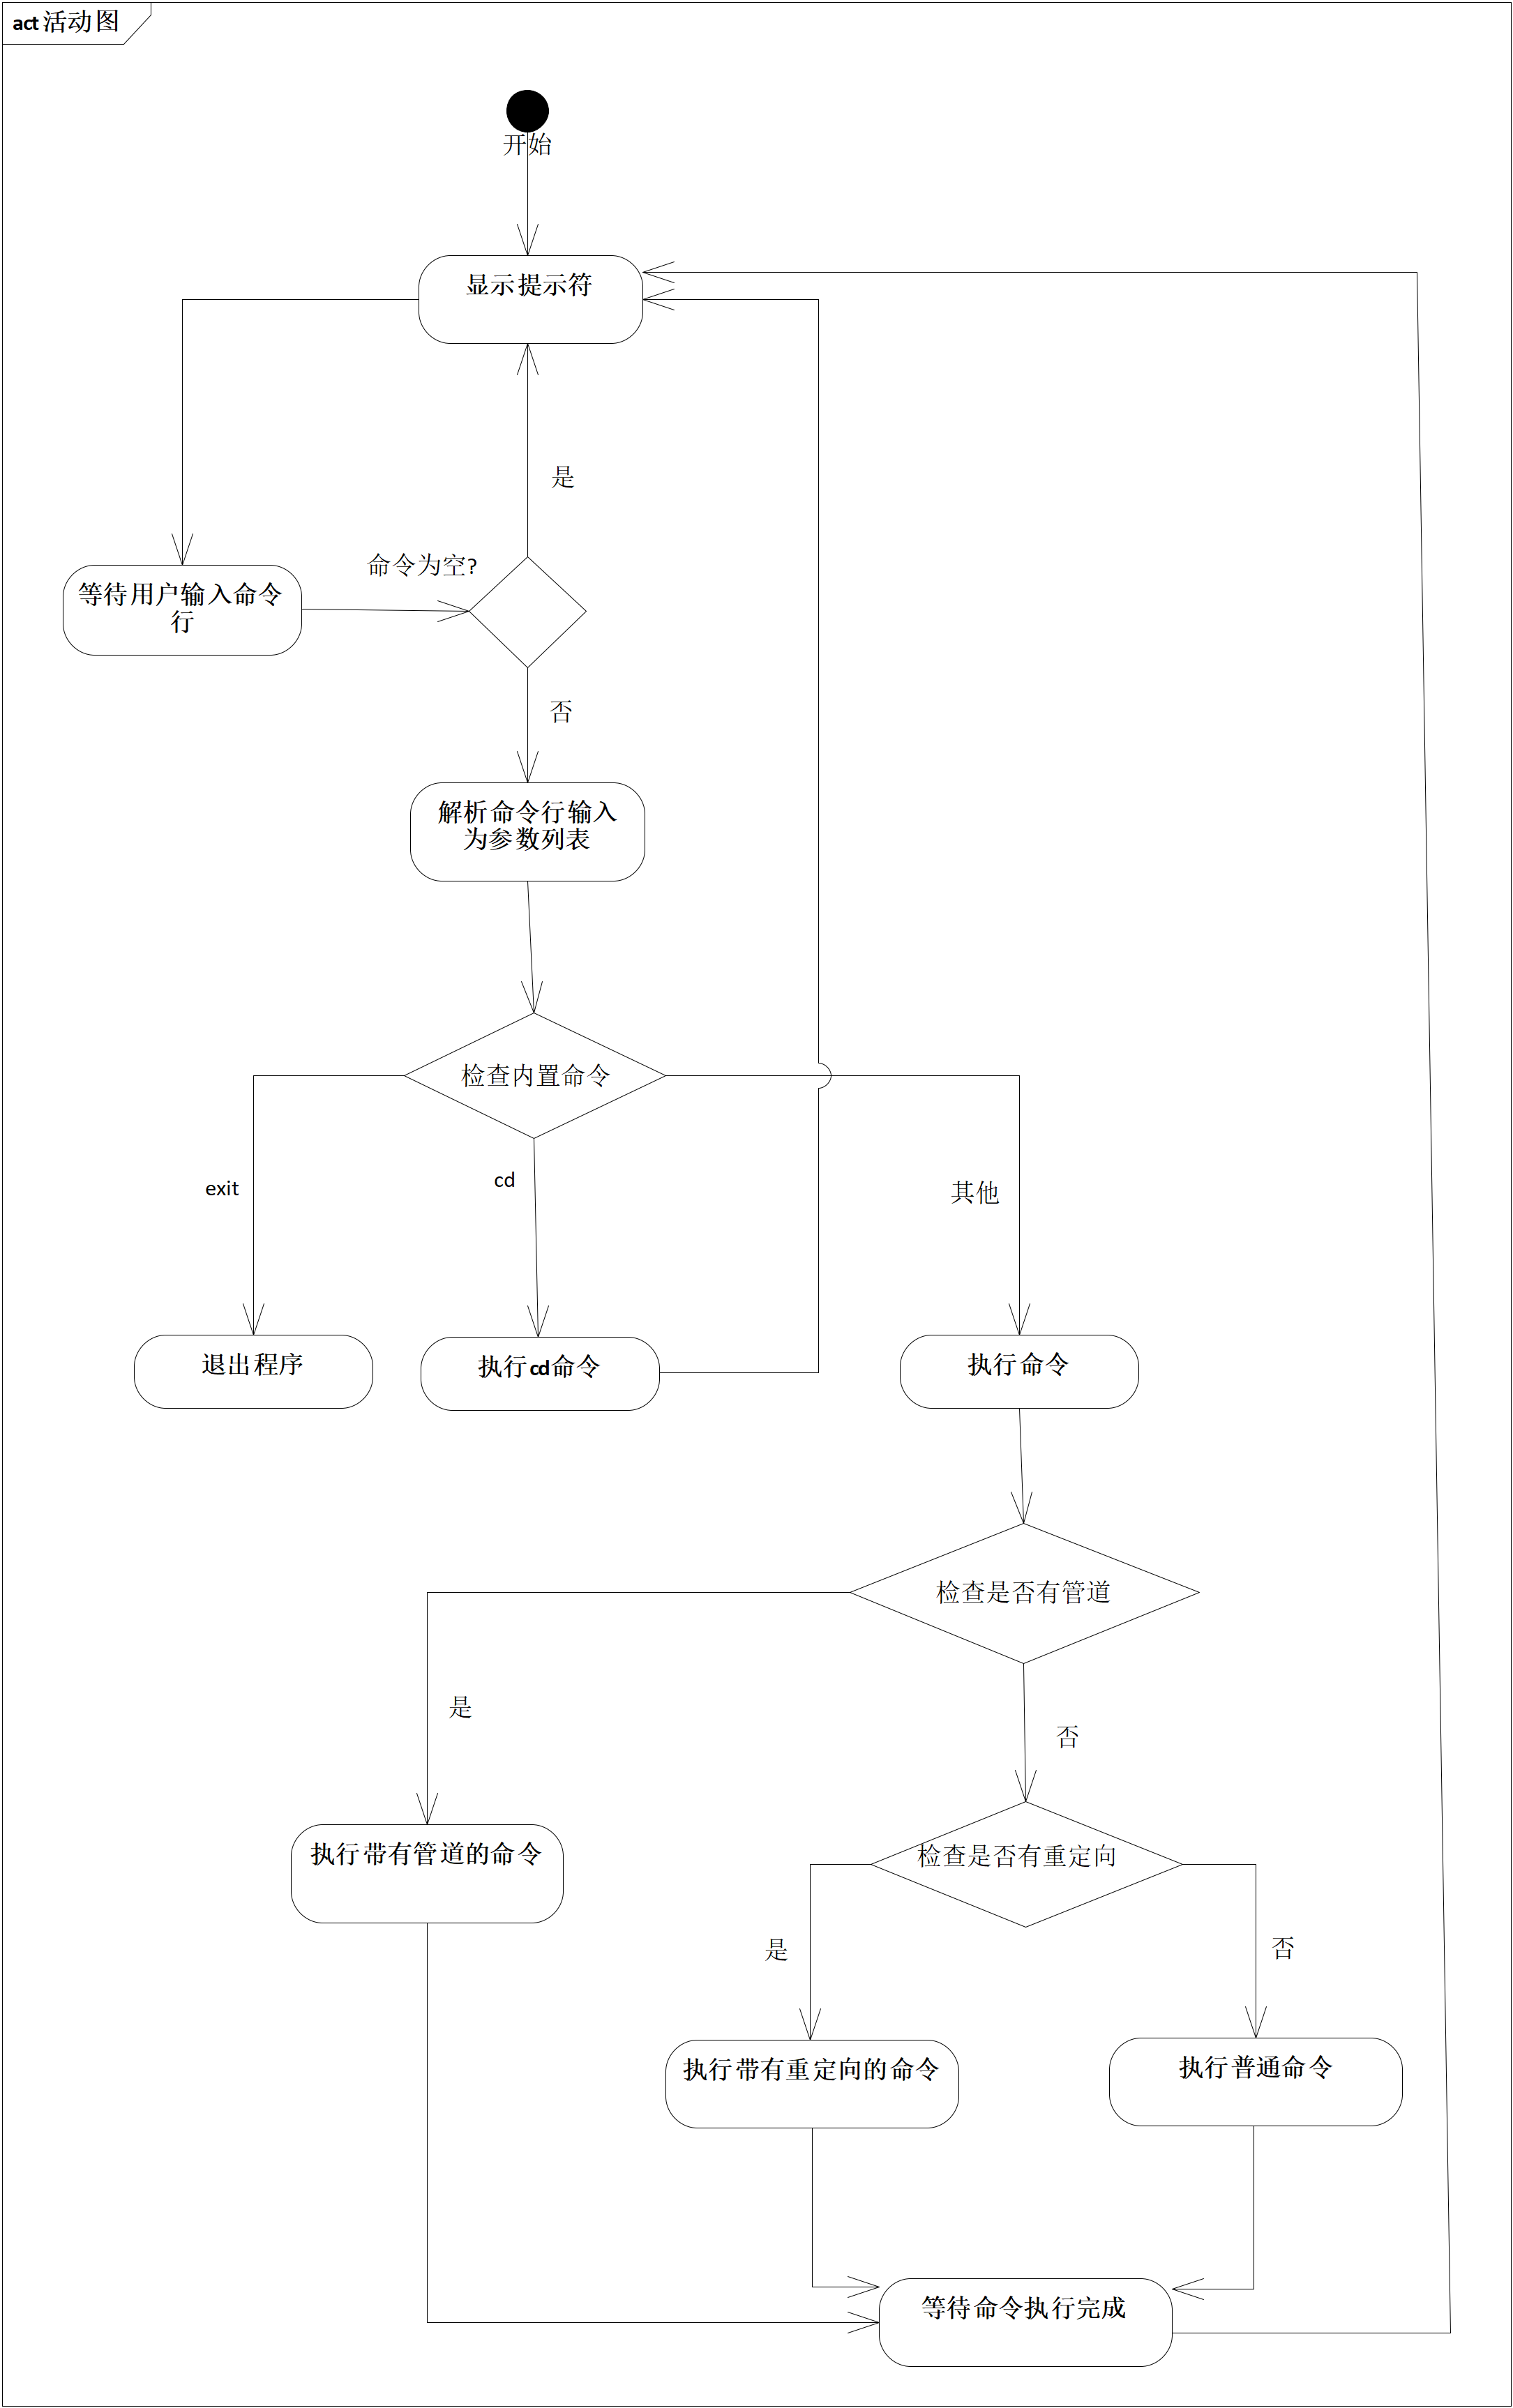 act 活动图
开始
显示提示符
是
命令为空?
等待用户输入命令
行
否
解析命令行输入
为参数列表
检查内置命令
exit
cd
其他
退出程序
执行cd命令
执行命令
检查是否有管道
是
否
执行带有管道的命令
检查是否有重定向
是
否
执行带有重定向的命令
执行普通命令
等待命令执行完成